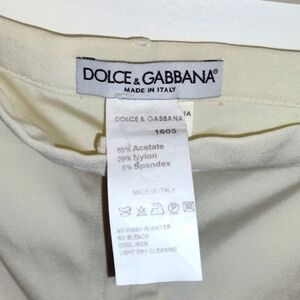 DOLCE & GABBANA®
MADE IN ITALY
DOLCE & GABBANA
1603
65% Acetate
29% Nylon
6% Spandex
MADE IN ITALY
NO WASH IN WATER
NO BLEACH
COOL IRON
LIGHT DRY CLEANING